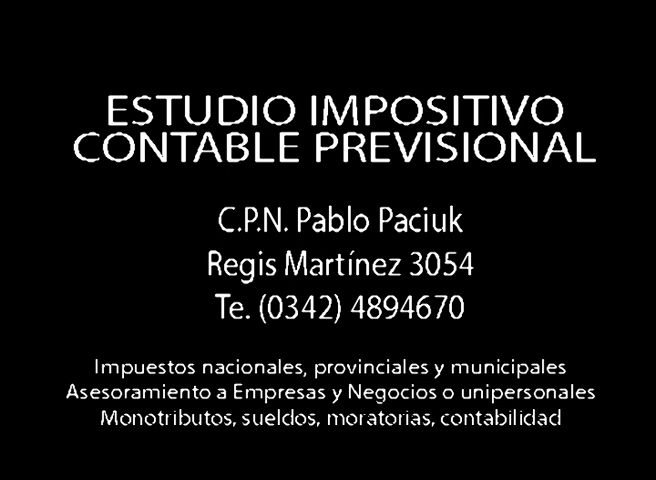 ESTUDIO IMPOSITIVO
CONTABLE PREVISIONAL
C.P.N. Pablo Paciuk
Regis Martínez 3054
Te. (0342) 4894670
Impuestos nacionales, provinciales y municipales
Asesoramiento a Empresas y Negocios o unipersonales
Monotributos, sueldos, moratorias, contabilidad